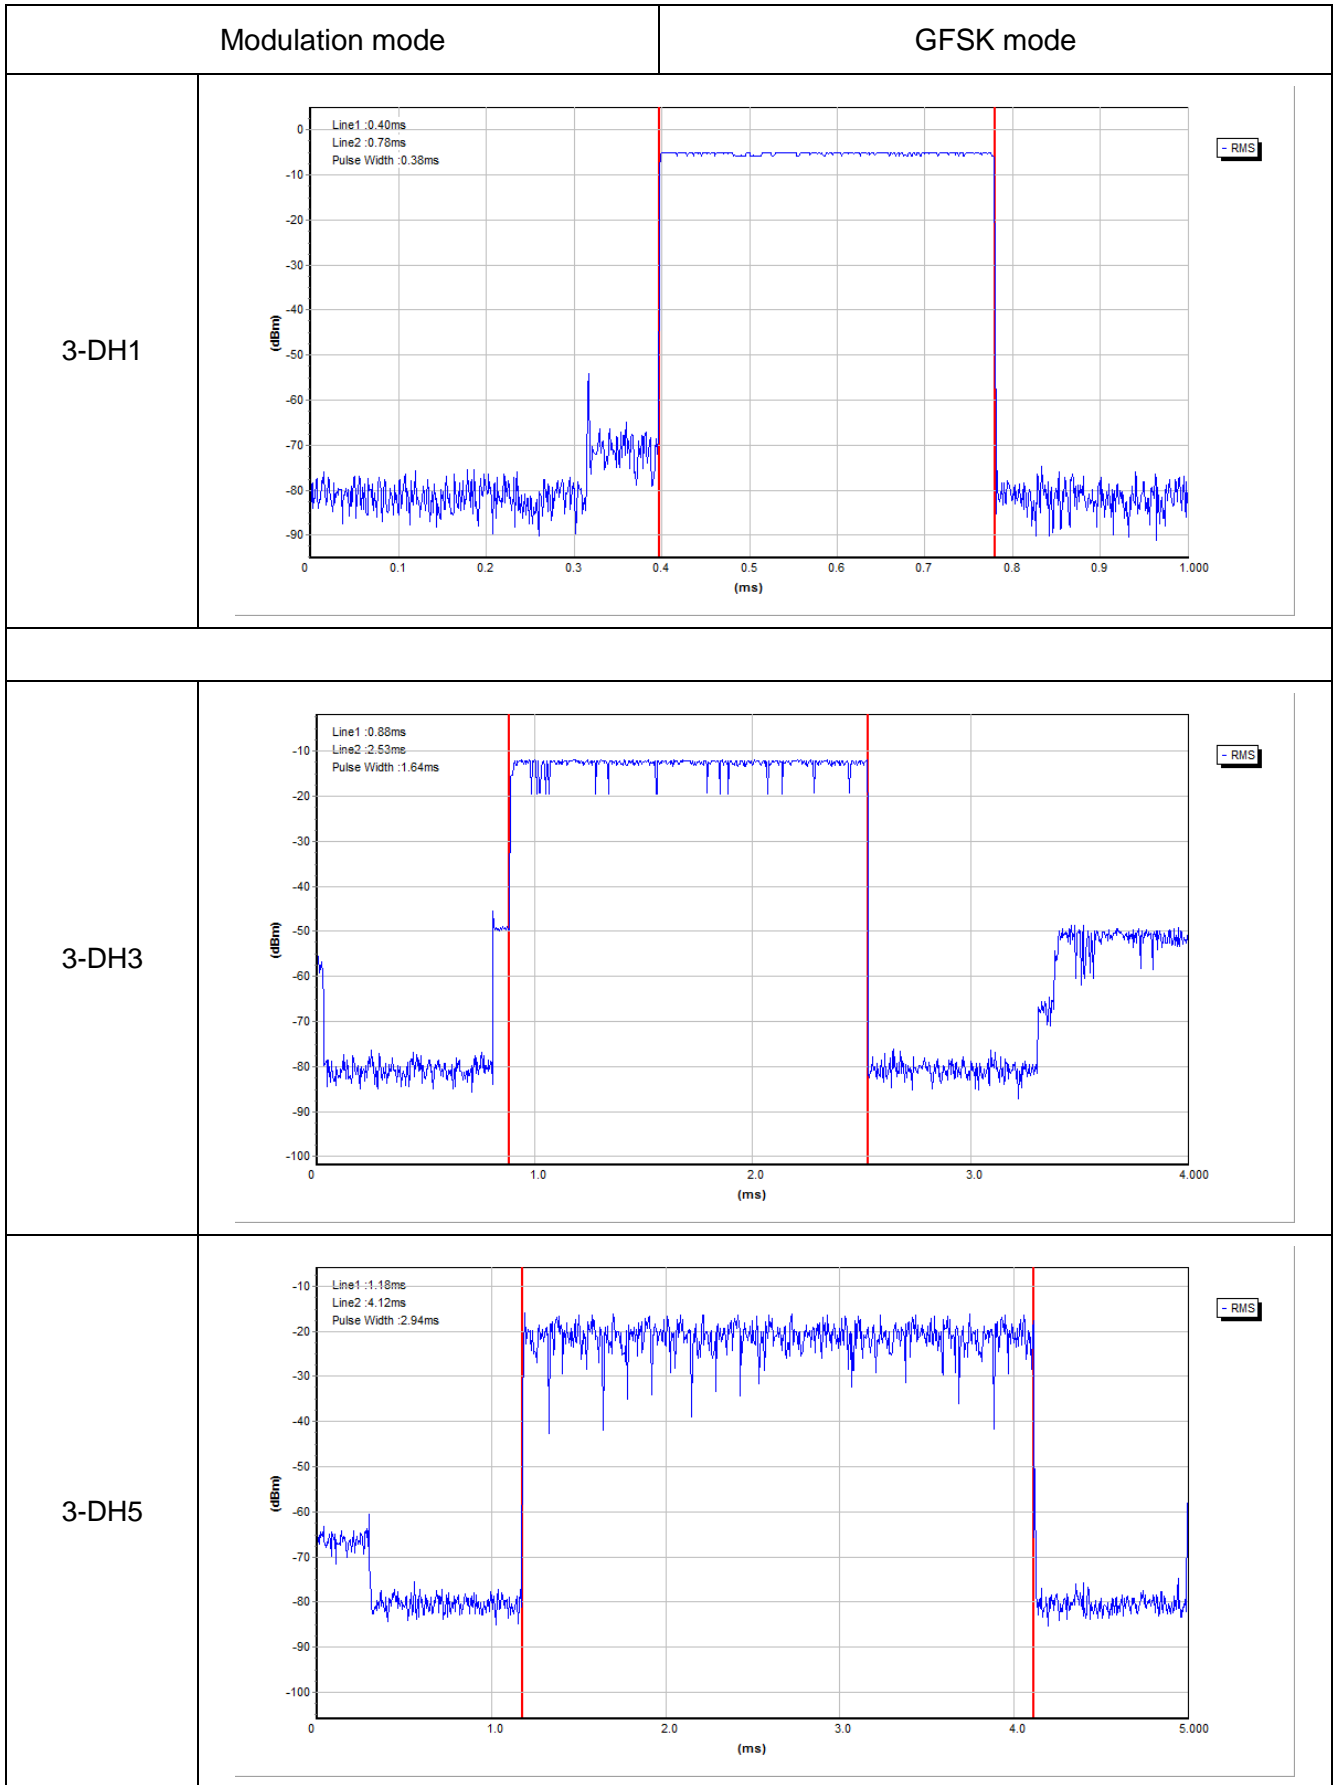 Modulation mode
GFSK mode
3-DH1
Line1 :0.40ms
Line2 :0.78ms
Pulse Width :0.38ms
- RMS
0
-10
-20
-30
-40
-50
-60
-70
-80
-90
(dBm)
0 0.1 0.2 0.3 0.4 0.5 0.6 0.7 0.8 0.9 1.000
(ms)
3-DH3
Line1 :0.88ms
Line2 :2.53ms
Pulse Width :1.64ms
- RMS
-10
-20
-30
-40
-50
-60
-70
-80
-90
-100
(dBm)
0 1.0 2.0 3.0 4.000
(ms)
3-DH5
Line1 :1.18ms
Line2 :4.12ms
Pulse Width :2.94ms
- RMS
-10
-20
-30
-40
-50
-60
-70
-80
-90
-100
(dBm)
0 1.0 2.0 3.0 4.0 5.000
(ms)